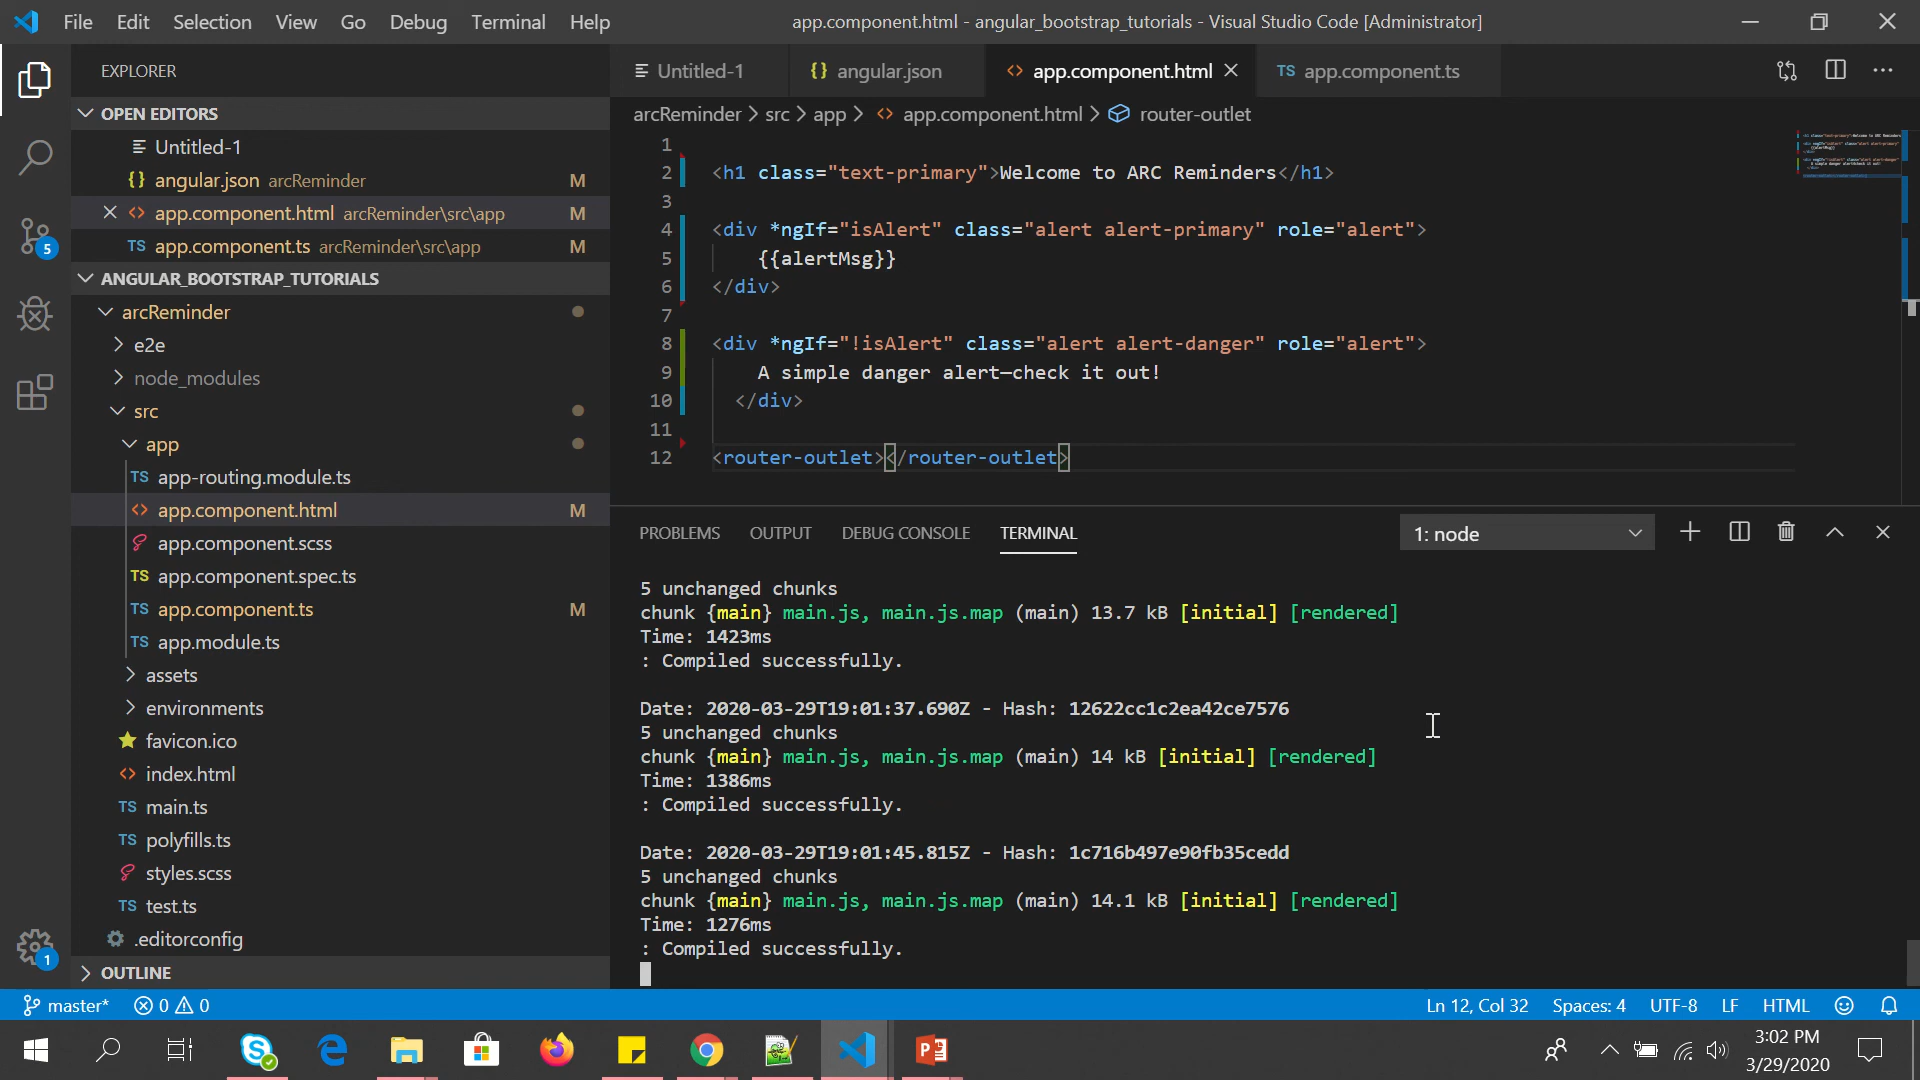 File Edit Selection View Go Debug Terminal Help
app.component.html - angular_bootstrap_tutorials - Visual Studio Code [Administrator]
EXPLORER
OPEN EDITORS
Untitled-1
{} angular.json arcReminder M
<> app.component.html arcReminder\src\app M
TS app.component.ts arcReminder\src\app M
ANGULAR_BOOTSTRAP_TUTORIALS
arcReminder
e2e
node_modules
src
app
TS app-routing.module.ts
<> app.component.html M
app.component.scss
TS app.component.spec.ts
TS app.component.ts M
TS app.module.ts
assets
environments
favicon.ico
<> index.html
TS main.ts
TS polyfills.ts
styles.scss
TS test.ts
.editorconfig
OUTLINE
5
1
Untitled-1 {} angular.json <> app.component.html TS app.component.ts
arcReminder > src > app > <> app.component.html > router-outlet
1
2 <h1 class="text-primary">Welcome to ARC Reminders</h1>
3
4 <div *ngIf="isAlert" class="alert alert-primary" role="alert">
5 {{alertMsg}}
6 </div>
7
8 <div *ngIf="!isAlert" class="alert alert-danger" role="alert">
9 A simple danger alert—check it out!
10 </div>
11
12 <router-outlet></router-outlet>
PROBLEMS OUTPUT DEBUG CONSOLE TERMINAL 1: node
5 unchanged chunks
chunk {main} main.js, main.js.map (main) 13.7 kB [initial] [rendered]
Time: 1423ms
: Compiled successfully.
Date: 2020-03-29T19:01:37.690Z - Hash: 12622cc1c2ea42ce7576
5 unchanged chunks
chunk {main} main.js, main.js.map (main) 14 kB [initial] [rendered]
Time: 1386ms
: Compiled successfully.
Date: 2020-03-29T19:01:45.815Z - Hash: 1c716b497e90fb35cedd
5 unchanged chunks
chunk {main} main.js, main.js.map (main) 14.1 kB [initial] [rendered]
Time: 1276ms
: Compiled successfully.
master* 0 0 Ln 12, Col 32 Spaces: 4 UTF-8 LF HTML
3:02 PM
3/29/2020